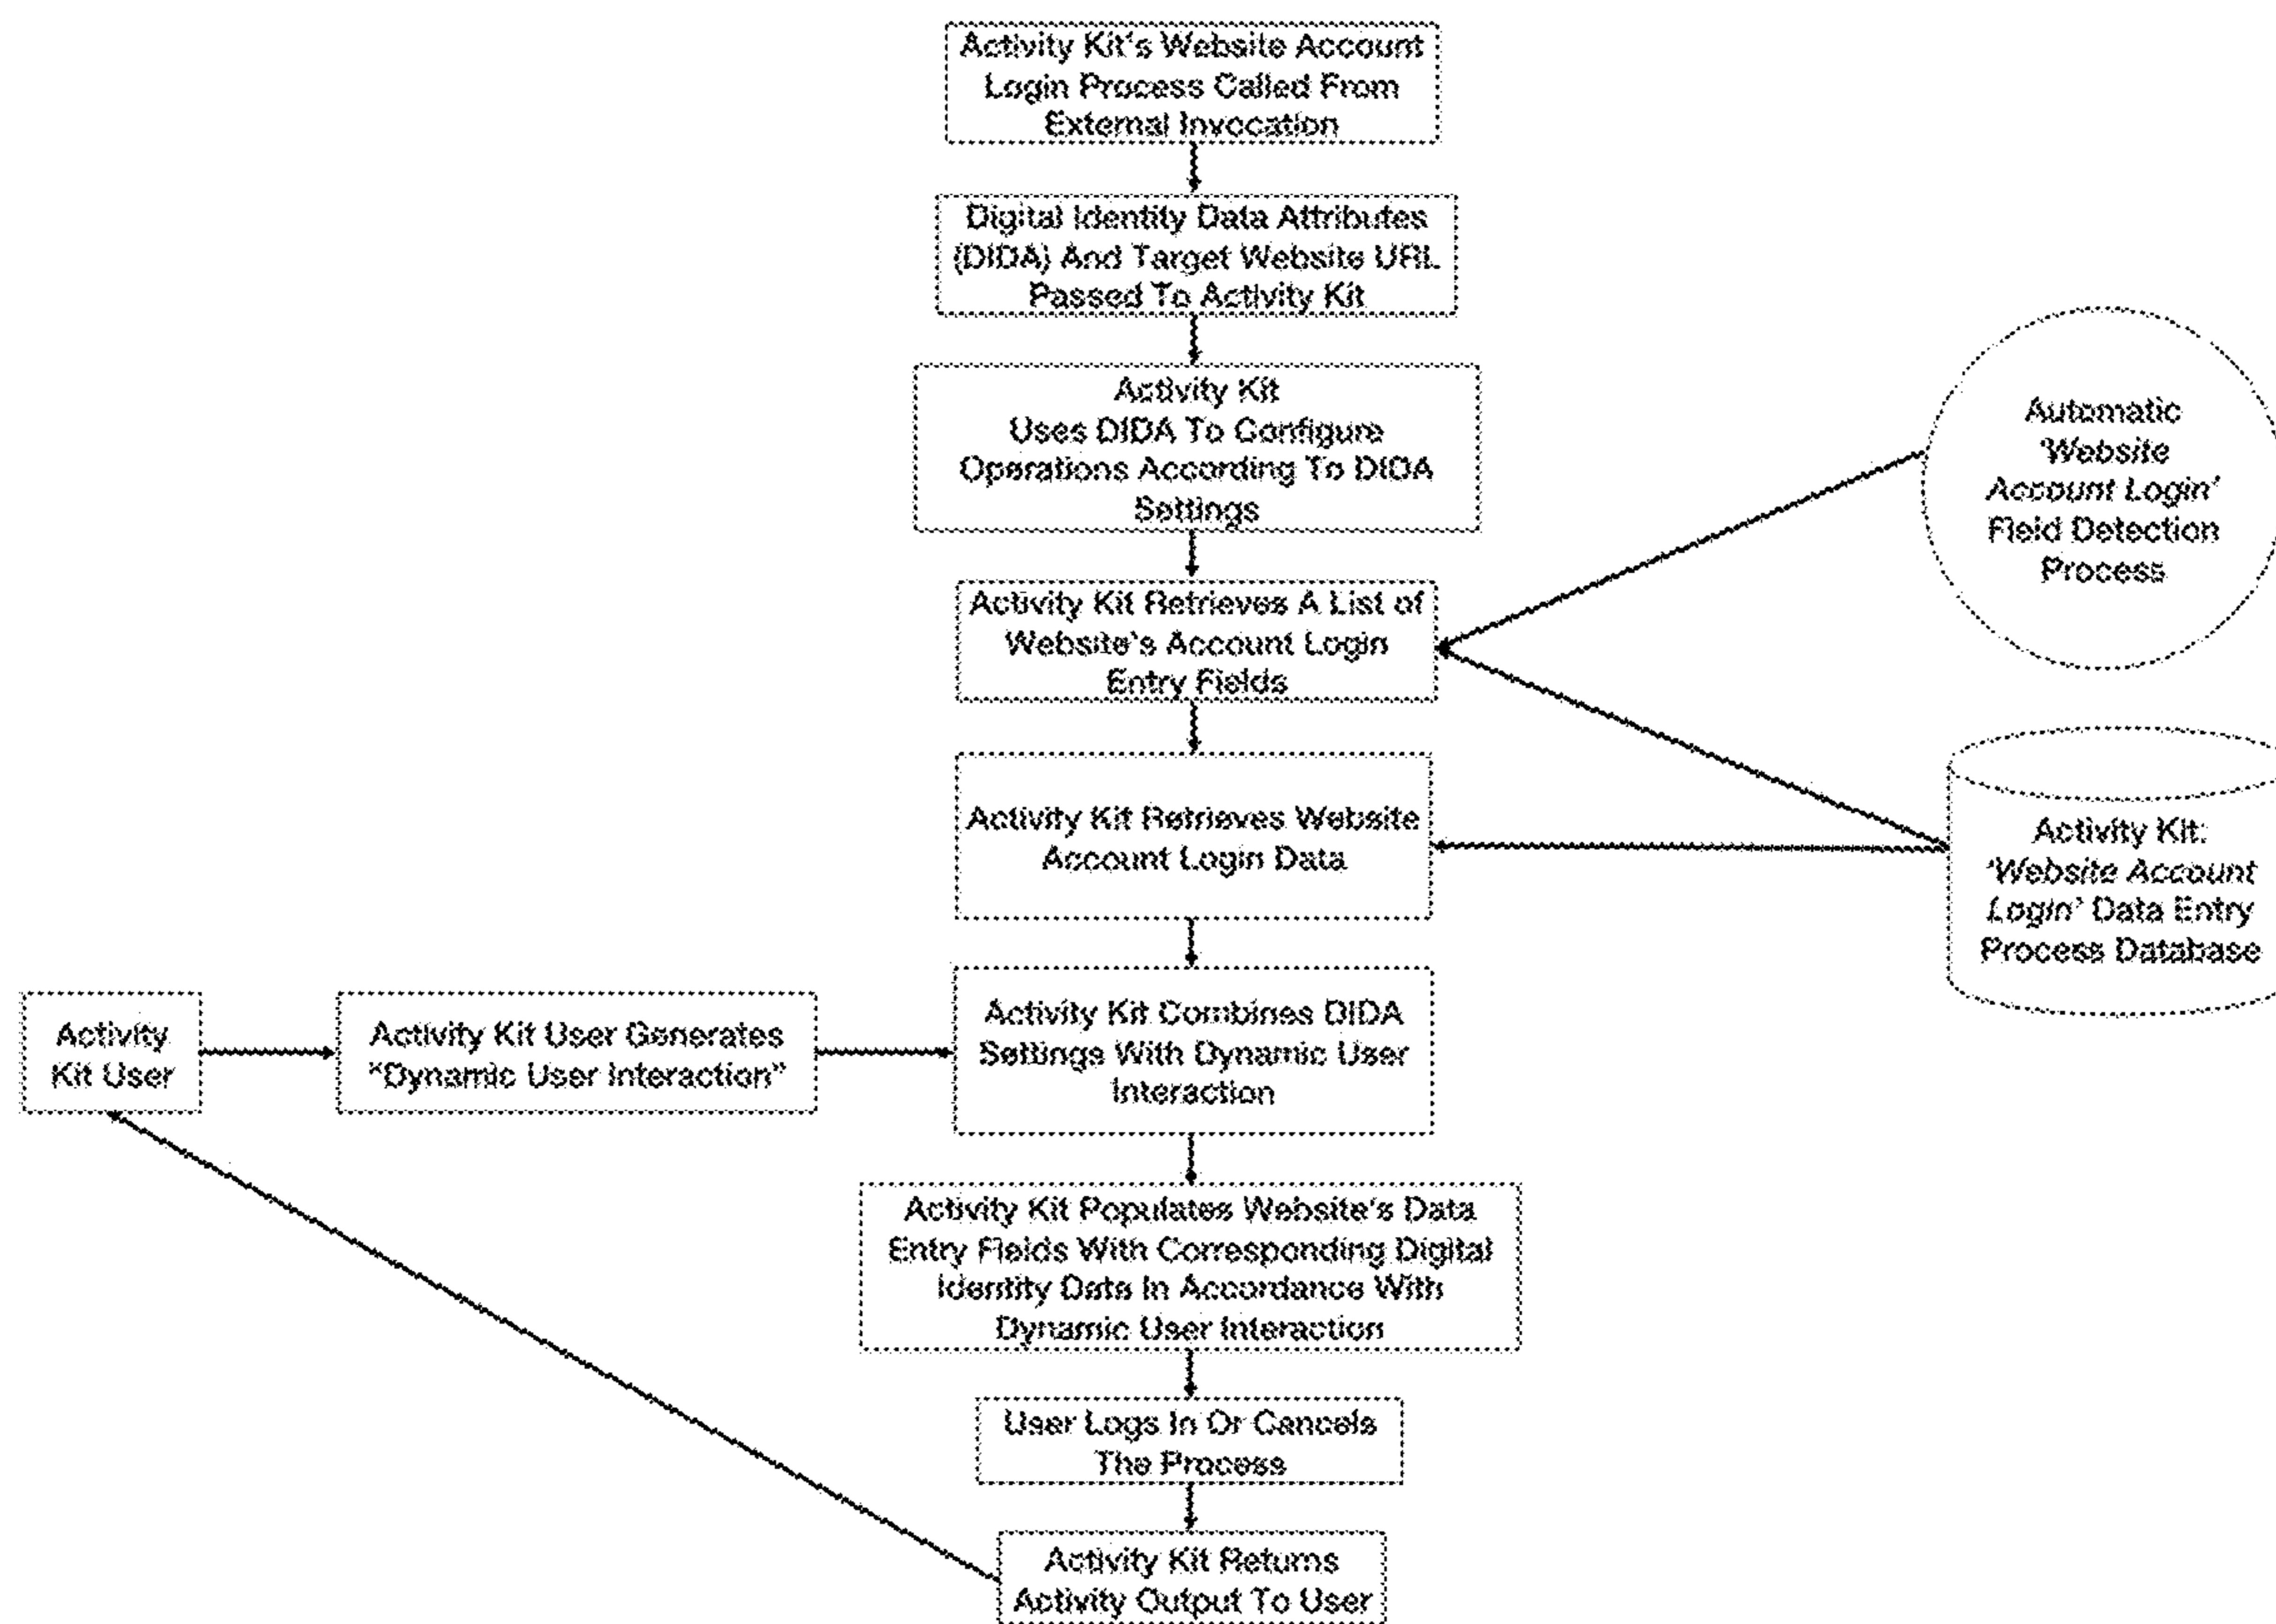 Activity Kit's Website Account
Login Process Called From
External Invocation
Digital Identity Data Attributes
(DIDA) And Target Website URL
Passed To Activity Kit
Activity Kit
Uses DIDA To Configure
Operations According To DIDA
Settings
Automatic
'Website
Account Login'
Field Detection
Process
Activity Kit Retrieves A List of
Website's Account Login
Entry Fields
Activity Kit Retrieves Website
Account Login Data
Activity Kit:
'Website Account
Login' Data Entry
Process Database
Activity
Kit User
Activity Kit User Generates
"Dynamic User Interaction"
Activity Kit Combines DIDA
Settings With Dynamic User
Interaction
Activity Kit Populates Website's Data
Entry Fields With Corresponding Digital
Identity Data In Accordance With
Dynamic User Interaction
User Logs In Or Cancels
The Process
Activity Kit Returns
Activity Output To User